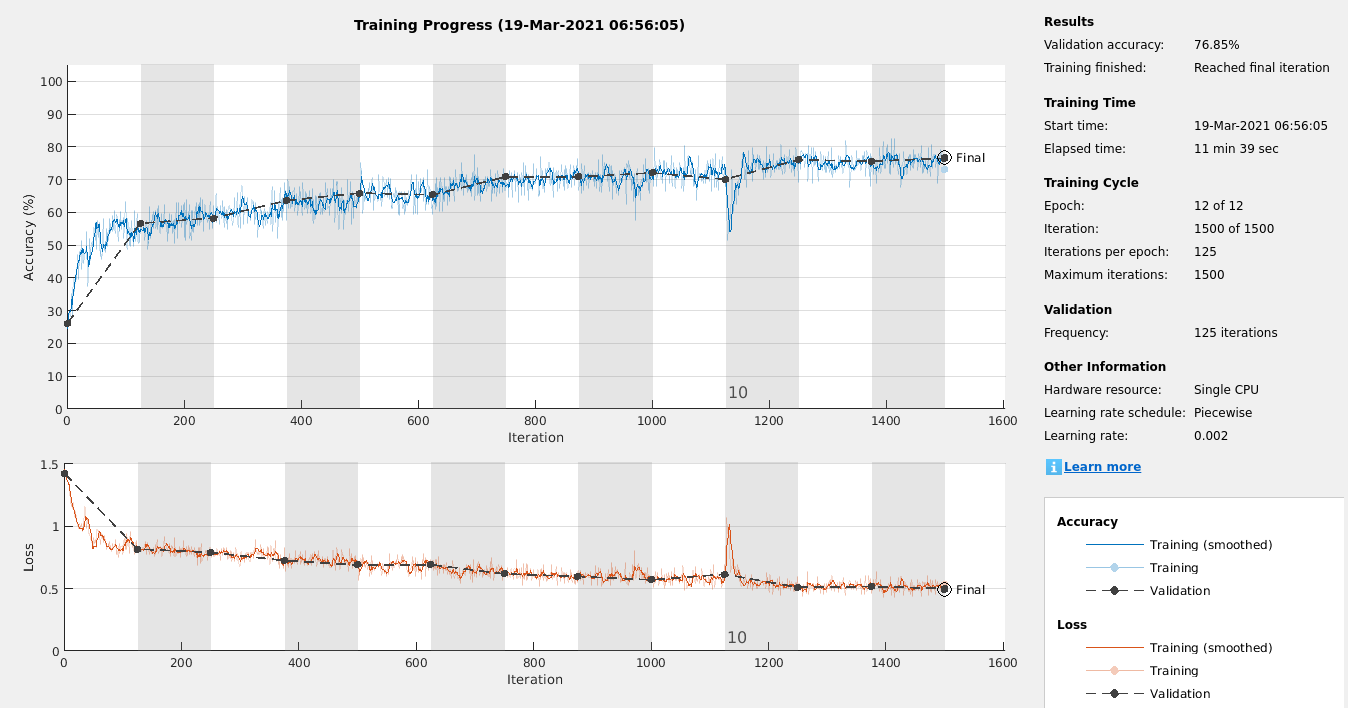 Training Progress (19-Mar-2021 06:56:05)
100
90
80
70
60
50
40
30
20
10
0
Accuracy (%)
Final
10
0 200 400 600 800 1000 1200 1400 1600
Iteration
1.5
1
0.5
0
Loss
Final
10
0 200 400 600 800 1000 1200 1400 1600
Iteration
Results
Validation accuracy: 76.85%
Training finished: Reached final iteration
Training Time
Start time: 19-Mar-2021 06:56:05
Elapsed time: 11 min 39 sec
Training Cycle
Epoch: 12 of 12
Iteration: 1500 of 1500
Iterations per epoch: 125
Maximum iterations: 1500
Validation
Frequency: 125 iterations
Other Information
Hardware resource: Single CPU
Learning rate schedule: Piecewise
Learning rate: 0.002
i Learn more
Accuracy
Training (smoothed)
Training
Validation
Loss
Training (smoothed)
Training
Validation